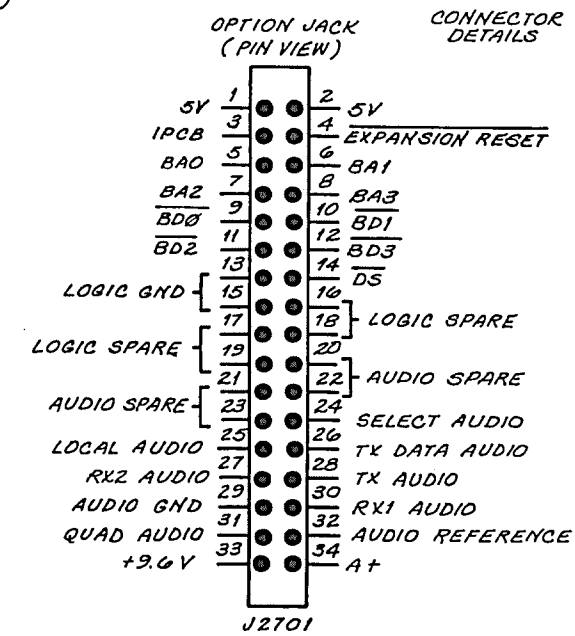 OPTION JACK
(PIN VIEW)
CONNECTOR
DETAILS
5V 1 2 5V
IPCB 3 4 EXPANSION RESET
BA0 5 6 BA1
BA2 7 8 BA3
BDØ 9 10 BD1
BD2 11 12 BD3
13 14 DS
LOGIC GND 15 16
17 18 LOGIC SPARE
LOGIC SPARE 19 20
21 22 AUDIO SPARE
AUDIO SPARE 23 24 SELECT AUDIO
LOCAL AUDIO 25 26 TX DATA AUDIO
RX2 AUDIO 27 28 TX AUDIO
AUDIO GND 29 30 RX1 AUDIO
QUAD AUDIO 31 32 AUDIO REFERENCE
+9.6V 33 34 A+
J2701